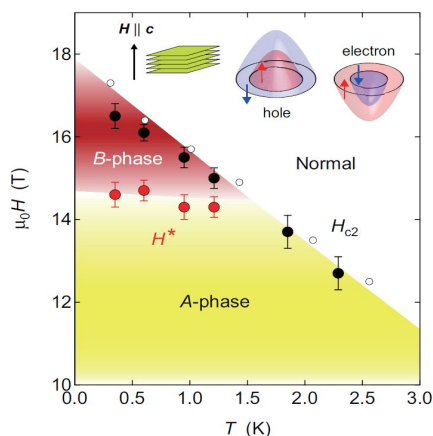 H || c
electron
hole
B-phase
Normal
H*
Hc2
A-phase
μ0H (T)
18
16
14
12
10
0.0 0.5 1.0 1.5 2.0 2.5 3.0
T (K)